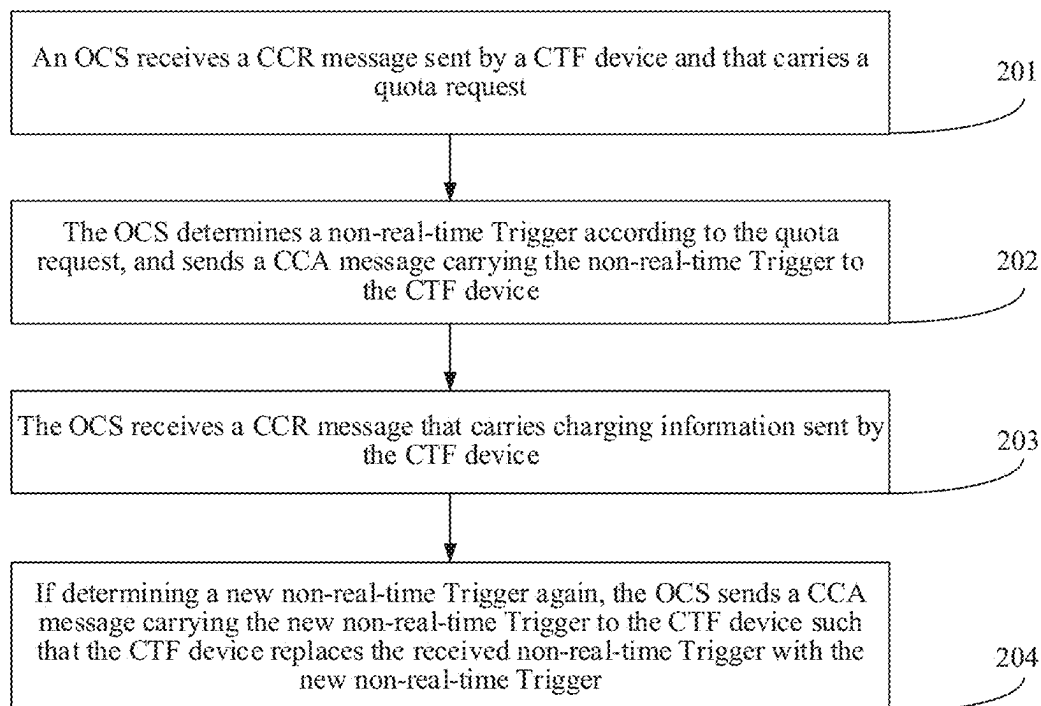 An OCS receives a CCR message sent by a CTF device and that carries a
quota request
201
The OCS determines a non-real-time Trigger according to the quota
request, and sends a CCA message carrying the non-real-time Trigger to
the CTF device
202
The OCS receives a CCR message that carries charging information sent by
the CTF device
203
If determining a new non-real-time Trigger again, the OCS sends a CCA
message carrying the new non-real-time Trigger to the CTF device such
that the CTF device replaces the received non-real-time Trigger with the
new non-real-time Trigger
204